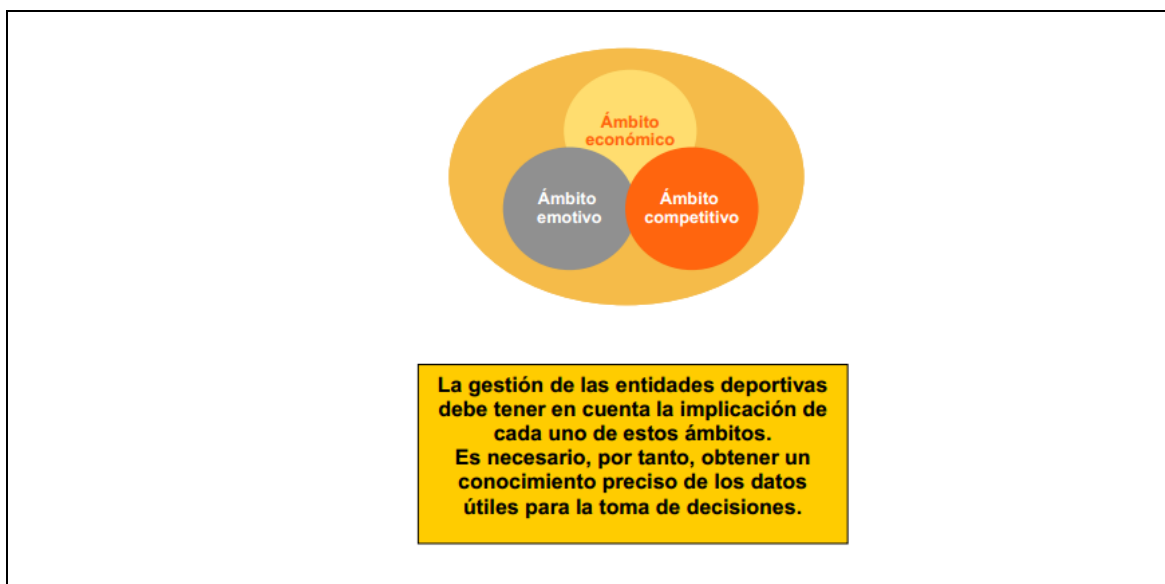 Ámbito
económico
Ámbito
emotivo
Ámbito
competitivo
La gestión de las entidades deportivas
debe tener en cuenta la implicación de
cada uno de estos ámbitos.
Es necesario, por tanto, obtener un
conocimiento preciso de los datos
útiles para la toma de decisiones.